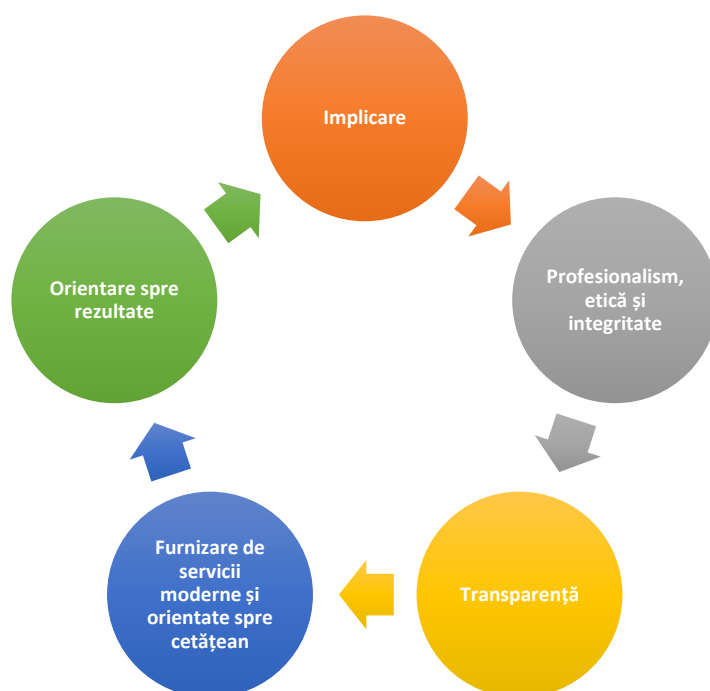 Implicare
Profesionalism,
etică și
integritate
Transparență
Furnizare de
servicii
moderne și
orientate spre
cetățean
Orientare spre
rezultate